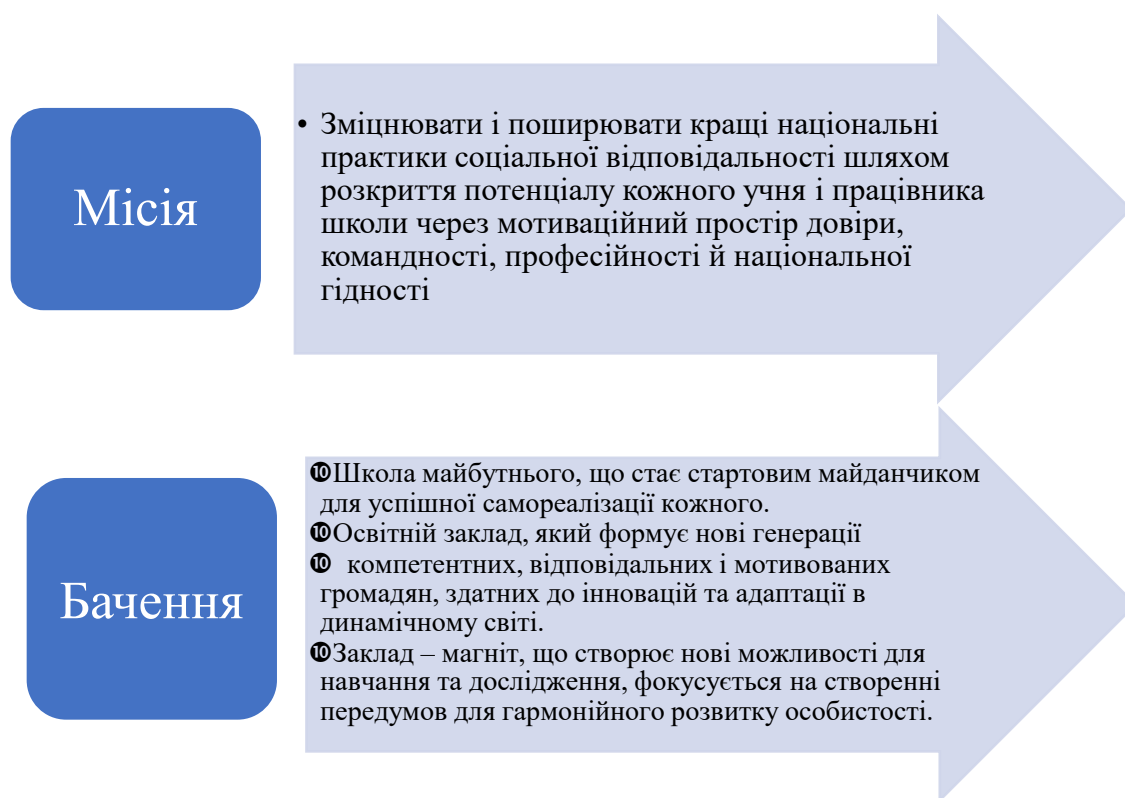 Місія
• Зміцнювати і поширювати кращі національні
практики соціальної відповідальності шляхом
розкриття потенціалу кожного учня і працівника
школи через мотиваційний простір довіри,
командності, професійності й національної
гідності
Бачення
❿Школа майбутнього, що стає стартовим майданчиком
для успішної самореалізації кожного.
❿Освітній заклад, який формує нові генерації
❿ компетентних, відповідальних і мотивованих
громадян, здатних до інновацій та адаптації в
динамічному світі.
❿Заклад – магніт, що створює нові можливості для
навчання та дослідження, фокусується на створенні
передумов для гармонійного розвитку особистості.